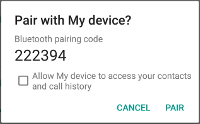 Pair with My device?
Bluetooth pairing code
222394
Allow My device to access your contacts
and call history
CANCEL PAIR